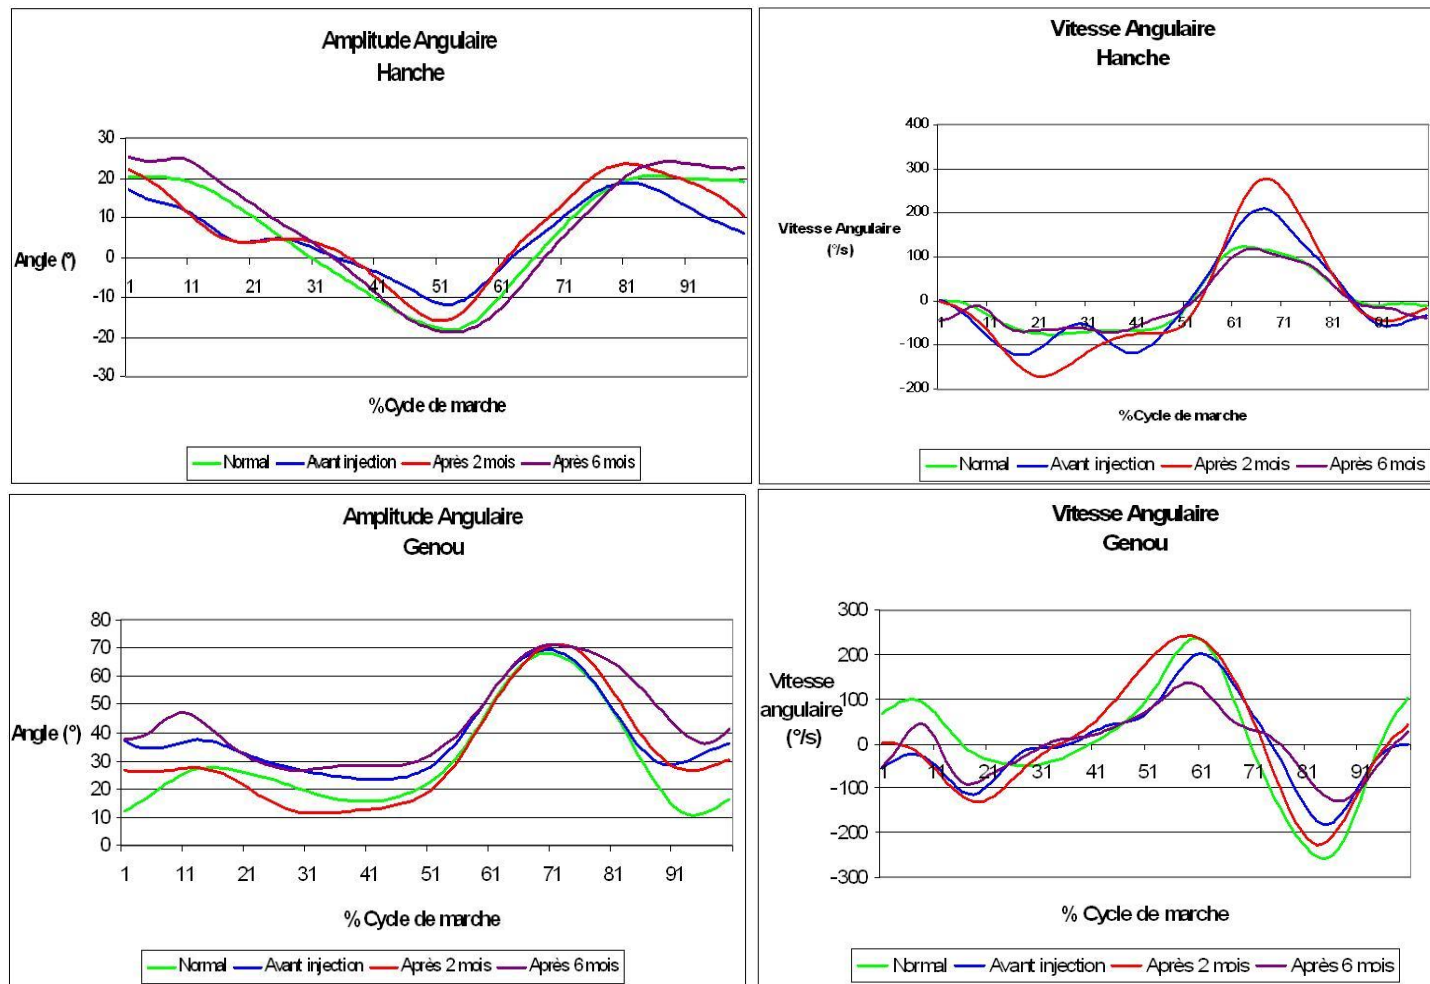 Amplitude Angulaire
Hanche
30
20
10
0
-10
-20
-30
Angle (°)
1 11 21 31 41 51 61 71 81 91
% Cycle de marche
Normal Avant injection Après 2 mois Après 6 mois
Vitesse Angulaire
Hanche
400
300
200
100
0
-100
-200
Vitesse Angulaire
(°/s)
1 11 21 31 41 51 61 71 81 91
% Cycle de marche
Normal Avant injection Après 2 mois Après 6 mois
Amplitude Angulaire
Genou
80
70
60
50
40
30
20
10
0
Angle (°)
1 11 21 31 41 51 61 71 81 91
% Cycle de marche
Normal Avant injection Après 2 mois Après 6 mois
Vitesse Angulaire
Genou
300
200
100
0
-100
-200
-300
Vitesse
angulaire
(°/s)
1 11 21 31 41 51 61 71 81 91
% Cycle de marche
Normal Avant injection Après 2 mois Après 6 mois